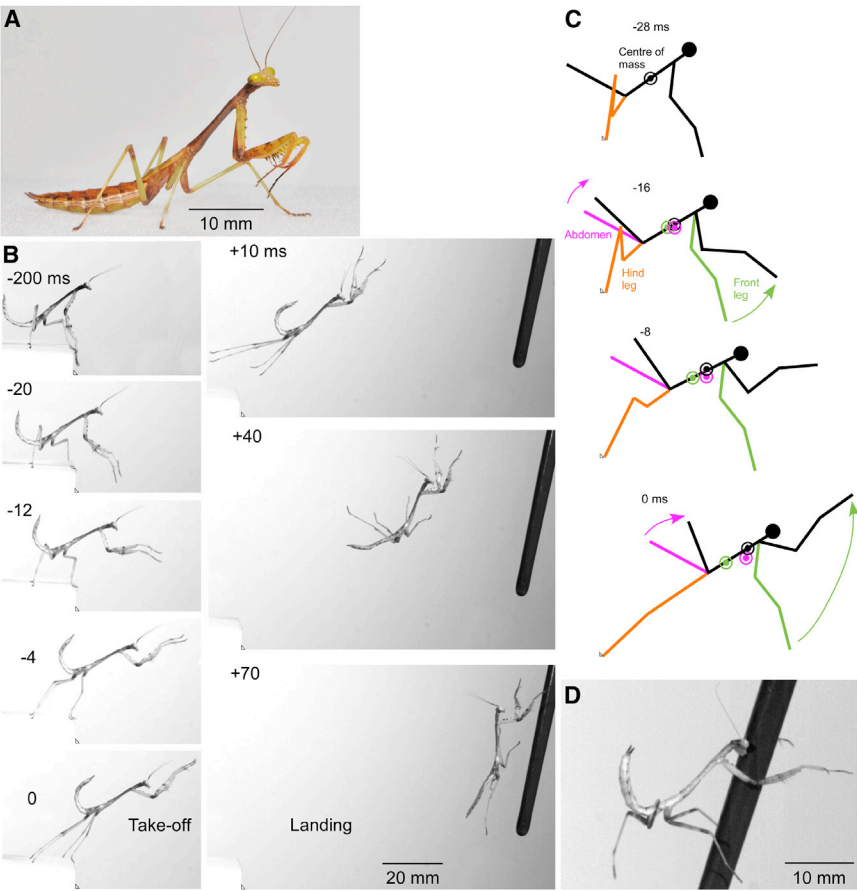 A
10 mm
B
-200 ms
-20
-12
-4
0
Take-off
+10 ms
+40
+70
Landing
20 mm
C
-28 ms
Centre of
mass
-16
Abdomen
Hind
leg
Front
leg
-8
0 ms
D
10 mm